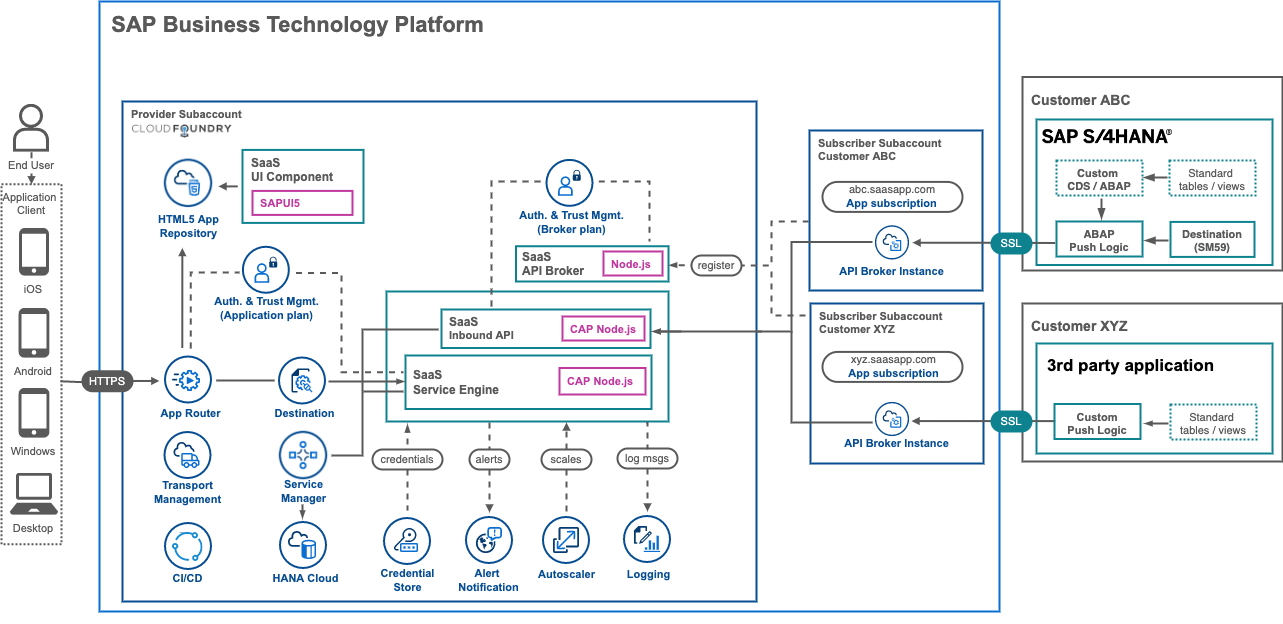 SAP Business Technology Platform
End User
Application
Client
iOS
Android
Windows
Desktop
HTTPS
Provider Subaccount
CLOUDFOUNDRY
HTML5 App
Repository
SaaS
UI Component
SAPUI5
Auth. & Trust Mgmt.
(Application plan)
Auth. & Trust Mgmt.
(Broker plan)
SaaS
API Broker
Node.js
register
SaaS
Inbound API
CAP Node.js
SaaS
Service Engine
CAP Node.js
App Router
Destination
Transport
Management
Service
Manager
CI/CD
HANA Cloud
credentials
alerts
scales
log msgs
Credential
Store
Alert
Notification
Autoscaler
Logging
Subscriber Subaccount
Customer ABC
abc.saasapp.com
App subscription
API Broker Instance
Subscriber Subaccount
Customer XYZ
xyz.saasapp.com
App subscription
API Broker Instance
SSL
SSL
Customer ABC
SAP S/4HANA®
Custom
CDS / ABAP
Standard
tables / views
ABAP
Push Logic
Destination
(SM59)
Customer XYZ
3rd party application
Custom
Push Logic
Standard
tables / views